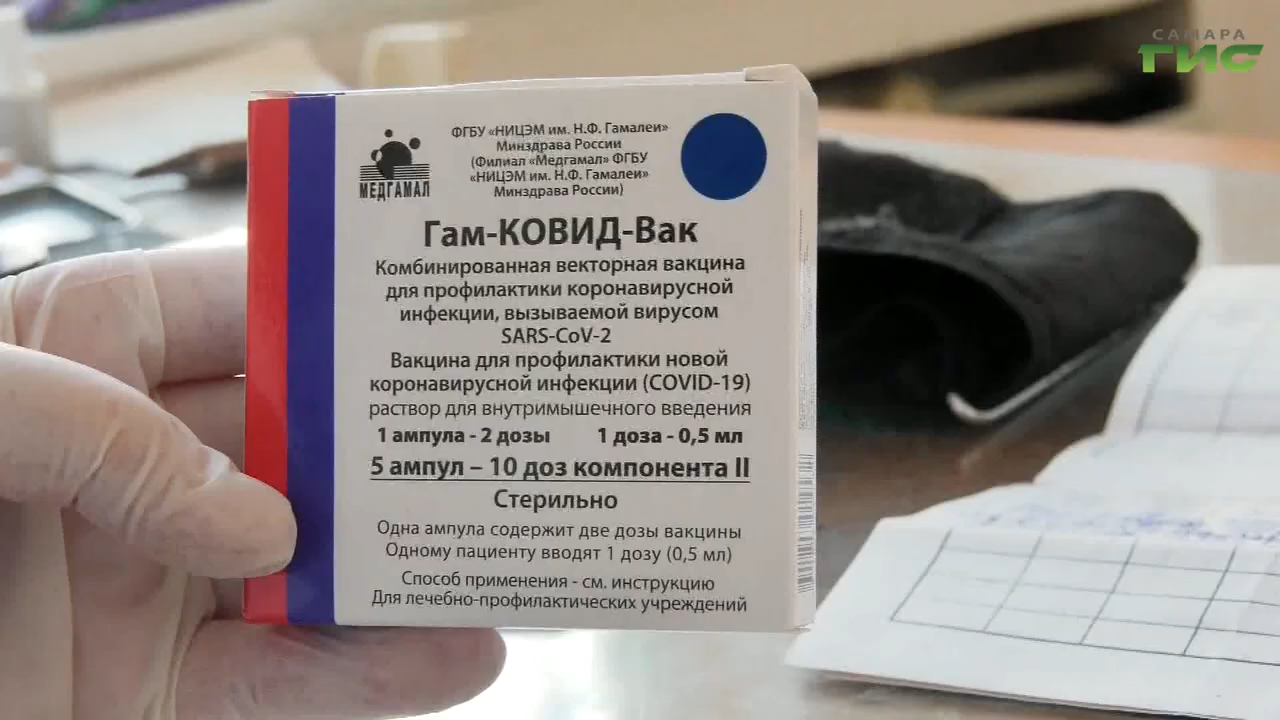 САМАРА
ГИС
ФГБУ «НИЦЭМ им. Н.Ф. Гамалеи»
Минздрава России
(Филиал «Медгамал» ФГБУ
«НИЦЭМ им. Н.Ф. Гамалеи»
Минздрава России)
МЕДГАМАЛ
Гам-КОВИД-Вак
Комбинированная векторная вакцина
для профилактики коронавирусной
инфекции, вызываемой вирусом
SARS-CoV-2
Вакцина для профилактики новой
коронавирусной инфекции (COVID-19)
раствор для внутримышечного введения
1 ампула - 2 дозы 1 доза - 0,5 мл
5 ампул – 10 доз компонента II
Стерильно
Одна ампула содержит две дозы вакцины
Одному пациенту вводят 1 дозу (0,5 мл)
Способ применения - см. инструкцию
Для лечебно-профилактических учреждений